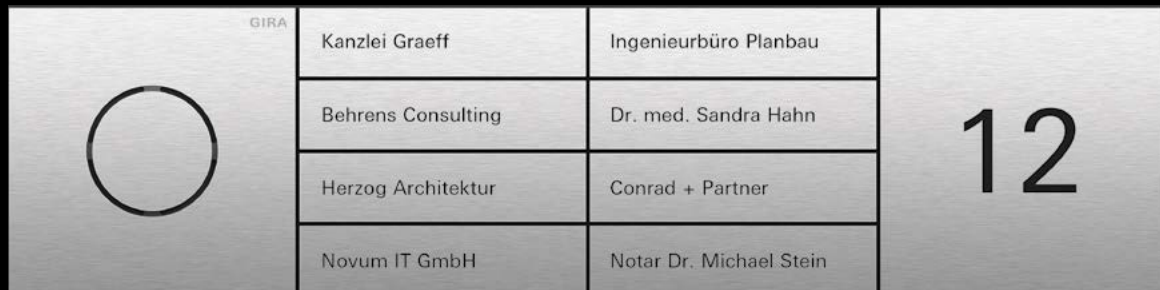 GIRA
Kanzlei Graeff
Ingenieurbüro Planbau
Behrens Consulting
Dr. med. Sandra Hahn
Herzog Architektur
Conrad + Partner
Novum IT GmbH
Notar Dr. Michael Stein
12